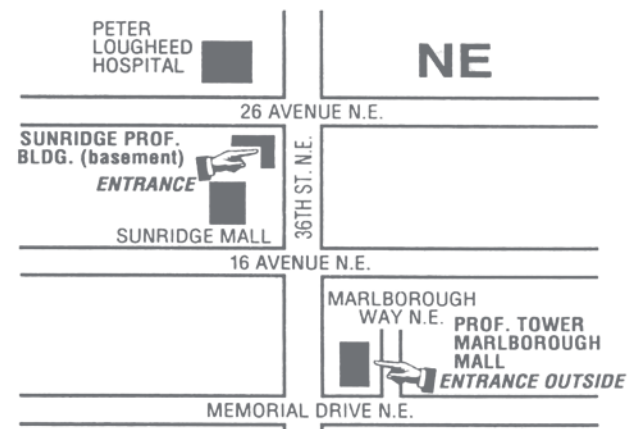 PETER
LOUGHEED
HOSPITAL
NE
26 AVENUE N.E.
SUNRIDGE PROF.
BLDG. (basement)
ENTRANCE
36TH ST. N.E.
SUNRIDGE MALL
16 AVENUE N.E.
MARLBOROUGH
WAY N.E.
PROF. TOWER
MARLBOROUGH
MALL
ENTRANCE OUTSIDE
MEMORIAL DRIVE N.E.